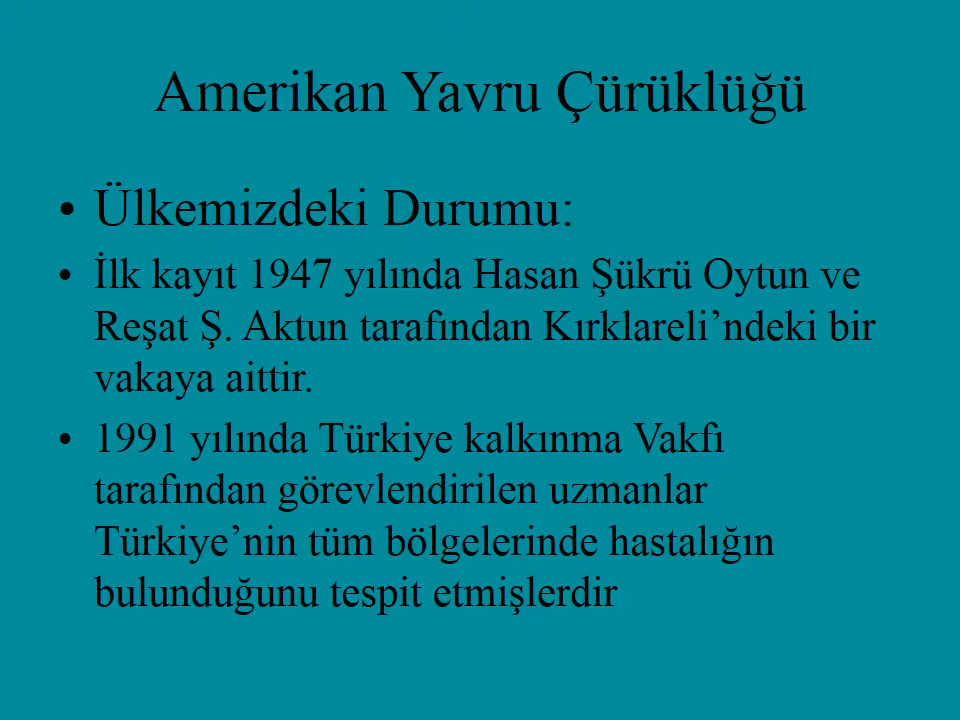 Amerikan Yavru Çürüklüğü
• Ülkemizdeki Durumu:
• İlk kayıt 1947 yılında Hasan Şükrü Oytun ve
Reşat Ş. Aktun tarafından Kırklareli’ndeki bir
vakaya aittir.
• 1991 yılında Türkiye kalkınma Vakfı
tarafından görevlendirilen uzmanlar
Türkiye’nin tüm bölgelerinde hastalığın
bulunduğunu tespit etmişlerdir